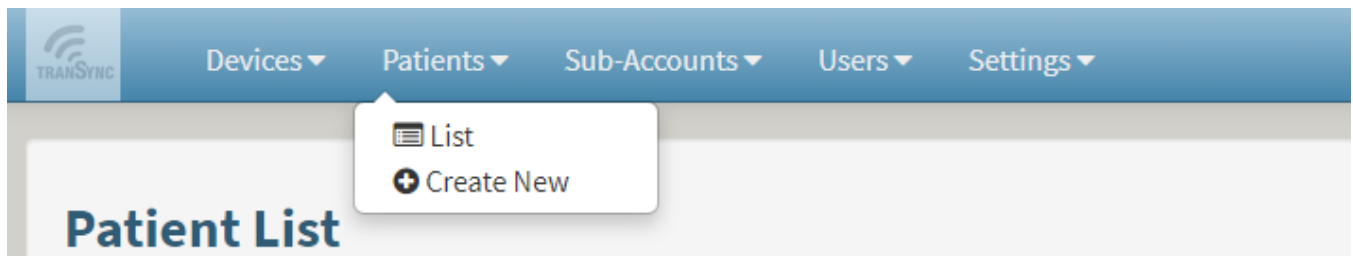 TRANSYNC Devices Patients Sub-Accounts Users Settings
List
Create New
Patient List